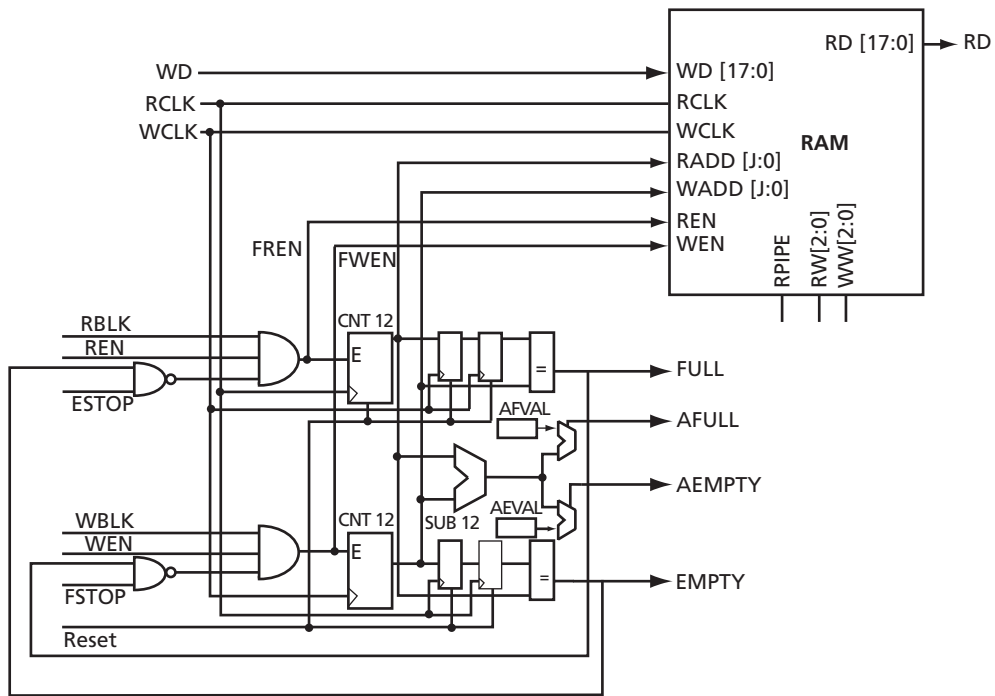 RD [17:0]
RD
WD
WD [17:0]
RCLK
RCLK
WCLK
WCLK
RAM
RADD [J:0]
WADD [J:0]
REN
WEN
RPIPE
RW[2:0]
WW[2:0]
FREN
FWEN
RBLK
REN
ESTOP
CNT 12
E
=
FULL
AFVAL
AFULL
AEMPTY
AEVAL
SUB 12
WBLK
WEN
FSTOP
CNT 12
E
=
EMPTY
Reset